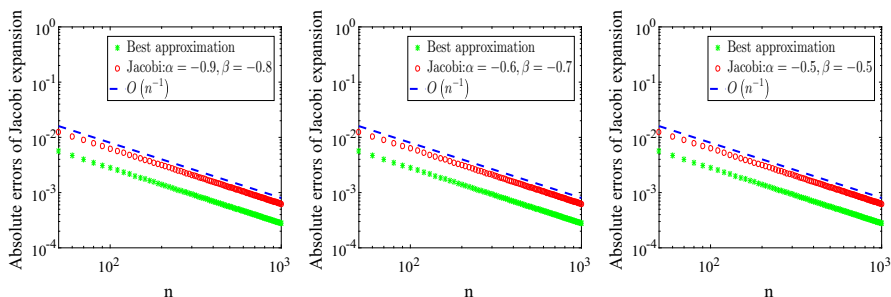 Absolute errors of Jacobi expansion
10^0
10^{-1}
10^{-2}
10^{-3}
10^{-4}
Best approximation
Jacobi:α = −0.9, β = −0.8
O (n^{-1})
10^2
10^3
n
Absolute errors of Jacobi expansion
10^0
10^{-1}
10^{-2}
10^{-3}
10^{-4}
Best approximation
Jacobi:α = −0.6, β = −0.7
O (n^{-1})
10^2
10^3
n
Absolute errors of Jacobi expansion
10^0
10^{-1}
10^{-2}
10^{-3}
10^{-4}
Best approximation
Jacobi:α = −0.5, β = −0.5
O (n^{-1})
10^2
10^3
n